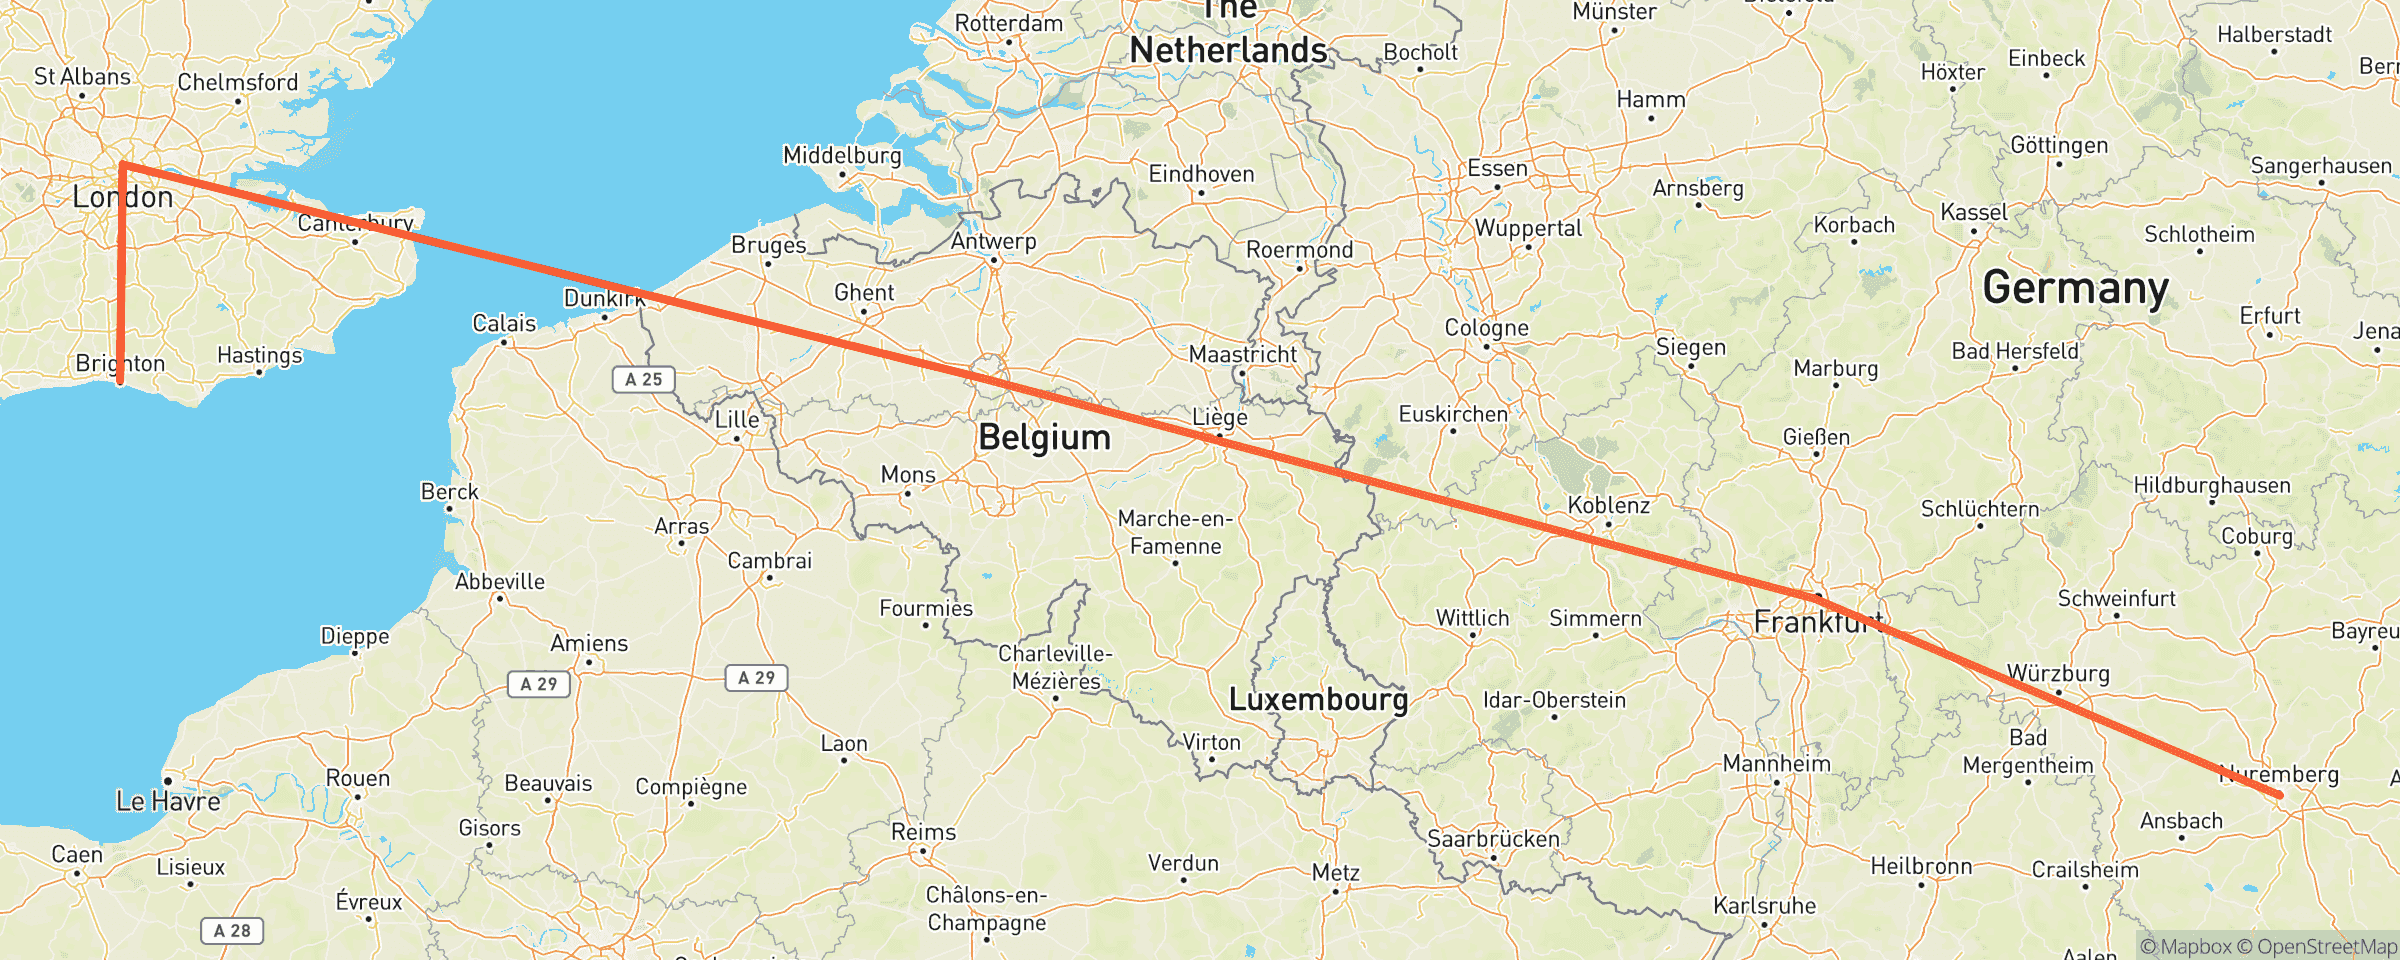 The
Netherlands
Rotterdam
Münster
Bielefeld
Halberstadt
St Albans
Chelmsford
Bocholt
Höxter
Einbeck
Hamm
Middelburg
Eindhoven
Essen
Göttingen
Sangerhausen
London
Arnsberg
Canterbury
Bruges
Antwerp
Roermond
Wuppertal
Korbach
Kassel
Schlotheim
Germany
Dunkirk
Ghent
Calais
Cologne
Erfurt
Jena
Brighton
Hastings
Maastricht
Siegen
Bad Hersfeld
Marburg
A 25
Lille
Liège
Euskirchen
Belgium
Gießen
Mons
Berck
Koblenz
Hildburghausen
Arras
Marche-en-
Famenne
Schlüchtern
Coburg
Cambrai
Abbeville
Fourmies
Wittlich
Simmern
Frankfurt
Schweinfurt
Dieppe
Amiens
Bayreu
Charleville-
Mézières
A 29
A 29
Luxembourg
Idar-Oberstein
Würzburg
Laon
Virton
Bad
Mergentheim
Mannheim
Nuremberg
Rouen
Beauvais
Compiègne
Le Havre
Gisors
Reims
Saarbrücken
Ansbach
Caen
Lisieux
Verdun
Metz
Heilbronn
Crailsheim
Évreux
Châlons-en-
Champagne
Karlsruhe
A 28
Aalen
© Mapbox © OpenStreetMap